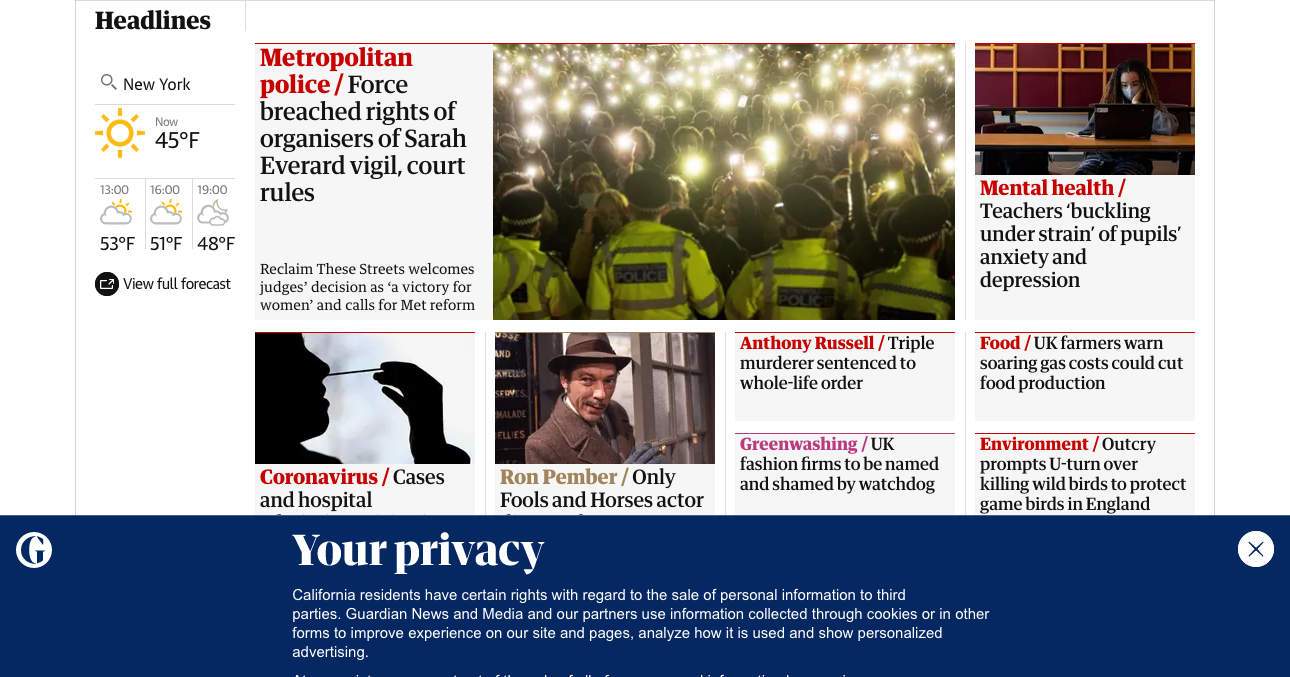 Headlines
New York
Now
45°F
13:00
16:00
19:00
53°F
51°F
48°F
View full forecast
Metropolitan
police / Force
breached rights of
organisers of Sarah
Everard vigil, court
rules
Reclaim These Streets welcomes
judges’ decision as ‘a victory for
women’ and calls for Met reform
POLICE
POLICE
Mental health /
Teachers ‘buckling
under strain’ of pupils’
anxiety and
depression
Coronavirus / Cases
and hospital
Ron Pember / Only
Fools and Horses actor
Anthony Russell / Triple
murderer sentenced to
whole-life order
Greenwashing / UK
fashion firms to be named
and shamed by watchdog
Food / UK farmers warn
soaring gas costs could cut
food production
Environment / Outcry
prompts U-turn over
killing wild birds to protect
game birds in England
Your privacy
California residents have certain rights with regard to the sale of personal information to third
parties. Guardian News and Media and our partners use information collected through cookies or in other
forms to improve experience on our site and pages, analyze how it is used and show personalized
advertising.